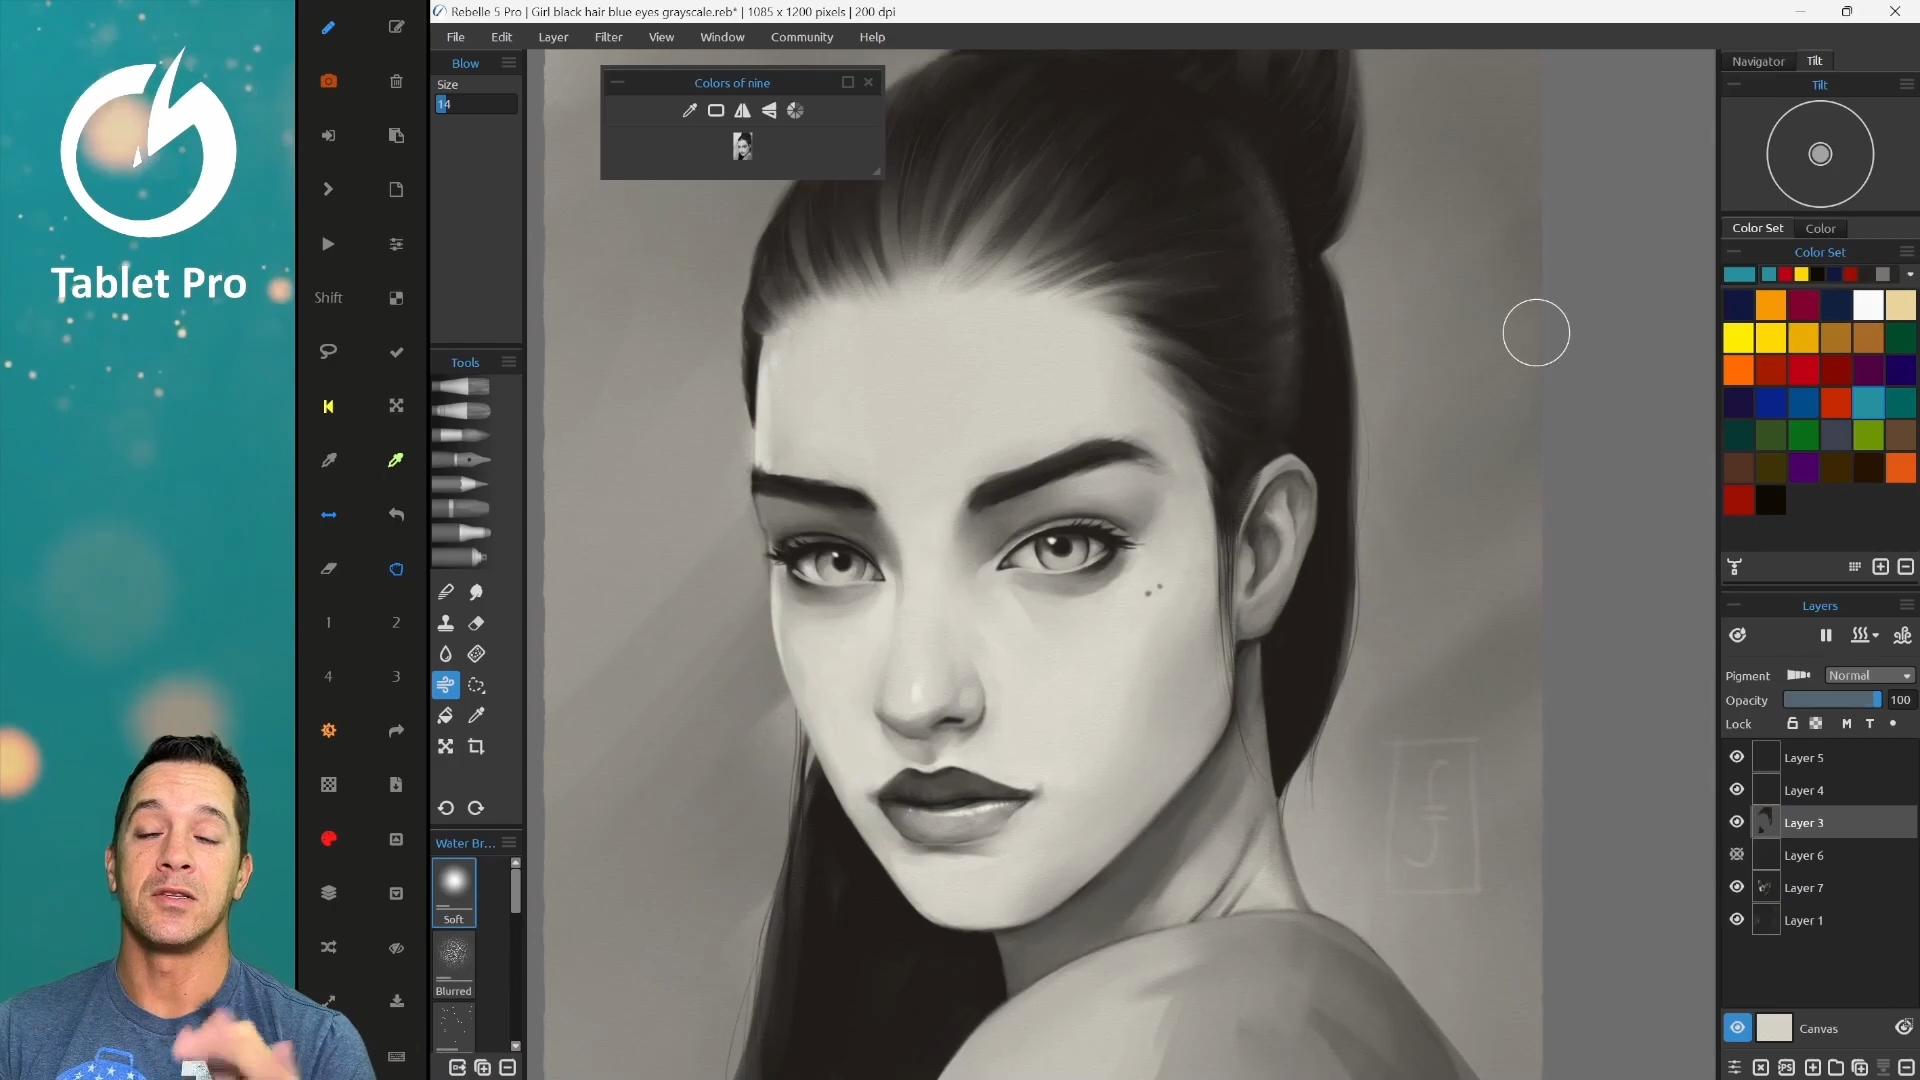 Tablet Pro
Shift
1 2
4 3
Rebelle 5 Pro | Girl black hair blue eyes grayscale.reb* | 1085 x 1200 pixels | 200 dpi
File Edit Layer Filter View Window Community Help
Blow
Size
14
Tools
Water Br...
Soft
Blurred
Colors of nine
Navigator Tilt
Tilt
Color Set Color
Color Set
Layers
Pigment Normal
Opacity 100
Lock M T
Layer 5
Layer 4
Layer 3
Layer 6
Layer 7
Layer 1
Canvas
PS